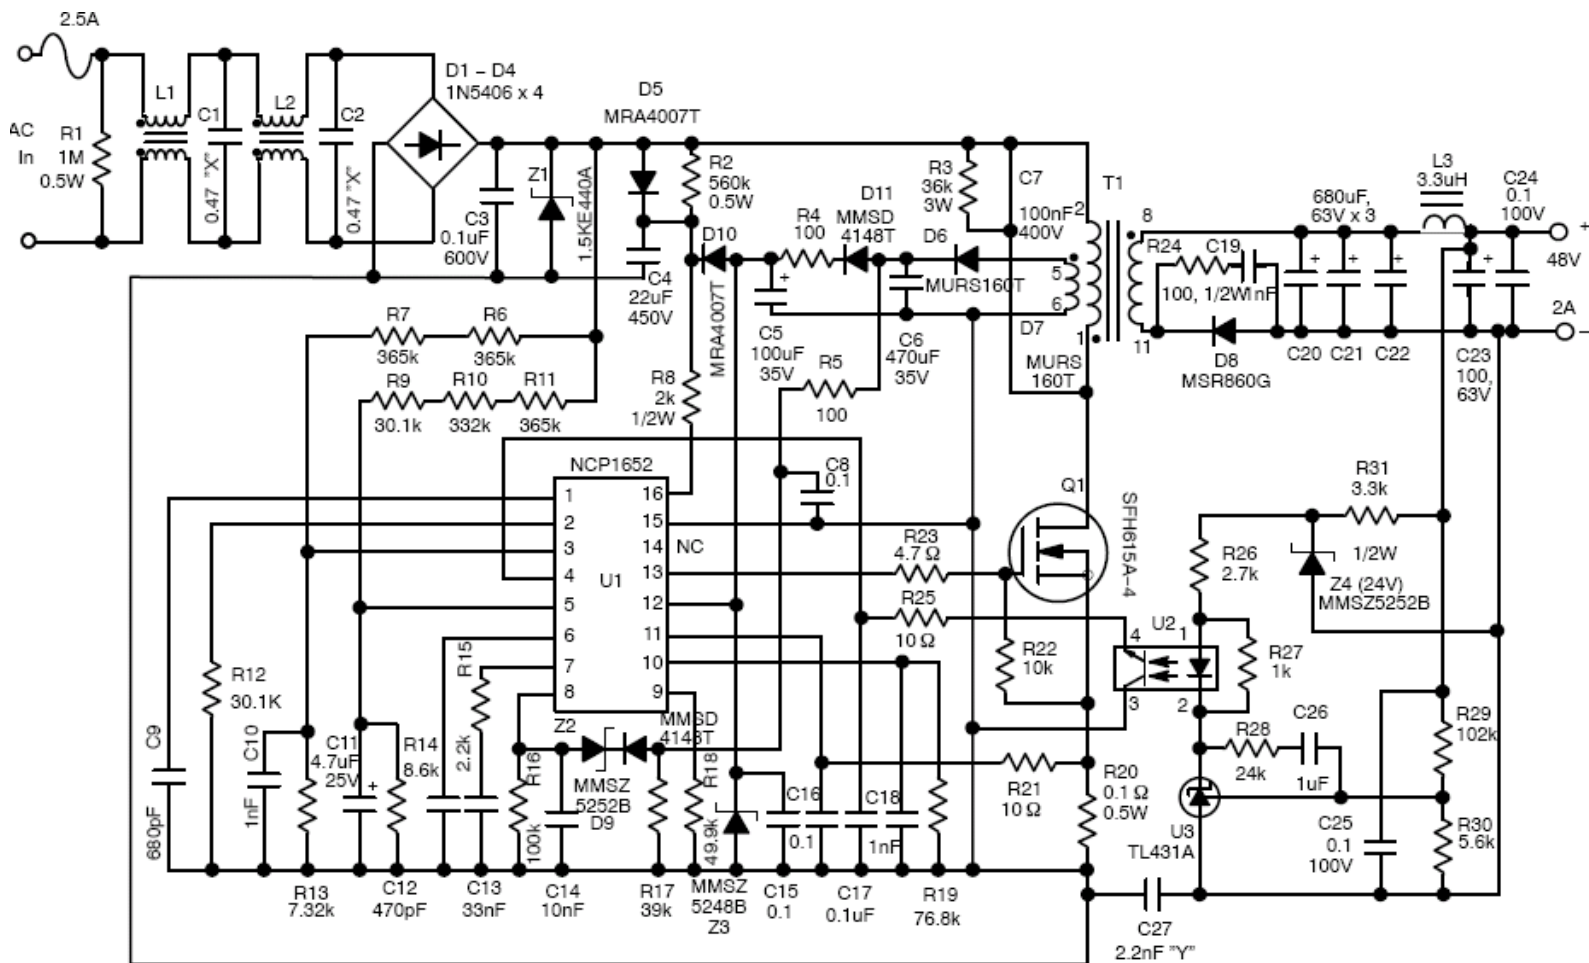 2.5A
AC
In
R1
1M
0.5W
L1
C1
0.47 "X"
L2
C2
0.47 "X"
D1 – D4
1N5406 x 4
D5
MRA4007T
C3
0.1uF
600V
Z1
1.5KE440A
R2
560k
0.5W
C4
22uF
450V
D10
MRA4007T
R4
100
D11
MMSD
4148T
C5
100uF
35V
R5
100
C6
470uF
35V
D6
MURS160T
R3
36k
3W
C7
100nF
400V
D7
MURS
160T
T1
2
5
6
1
8
11
R24
C19
100, 1/2W
1nF
D8
MSR860G
680uF,
63V x 3
C20
C21
C22
L3
3.3uH
C23
100,
63V
C24
0.1
100V
+
48V
2A
–
R7
365k
R6
365k
R9
30.1k
R10
332k
R11
365k
R8
2k
1/2W
NCP1652
U1
1
2
3
4
5
6
7
8
16
15
14
13
12
11
10
9
NC
C8
0.1
R23
4.7 Ω
R25
10 Ω
R22
10k
Q1
SFH615A-4
U2
4
3
1
2
R26
2.7k
R27
1k
R31
3.3k
1/2W
Z4 (24V)
MMSZ5252B
R28
24k
C26
1uF
R29
102k
R30
5.6k
U3
TL431A
C25
0.1
100V
C27
2.2nF "Y"
R20
0.1 Ω
0.5W
R21
10 Ω
C9
680pF
R12
30.1K
C10
1nF
R13
7.32k
C11
4.7uF
25V
R14
8.6k
C12
470pF
R15
2.2k
C13
33nF
R16
100k
C14
10nF
Z2
MMSZ
5252B
D9
MMSD
4148T
R17
39k
R18
49.9k
MMSZ
5248B
Z3
C15
0.1
C16
0.1
C17
0.1uF
C18
1nF
R19
76.8k